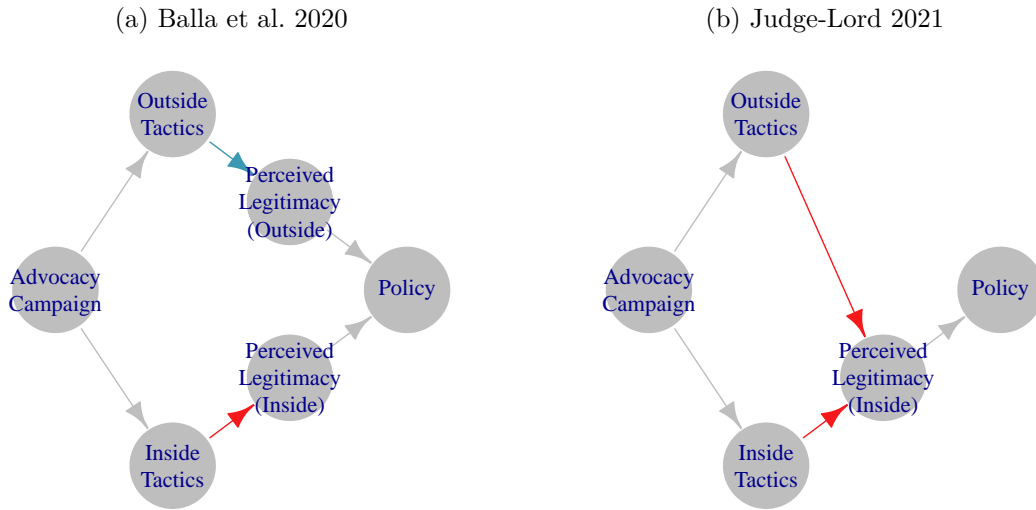 (a) Balla et al. 2020
Outside
Tactics
Perceived
Legitimacy
(Outside)
Advocacy
Campaign
Policy
Perceived
Legitimacy
(Inside)
Inside
Tactics
(b) Judge-Lord 2021
Outside
Tactics
Advocacy
Campaign
Policy
Perceived
Legitimacy
(Inside)
Inside
Tactics